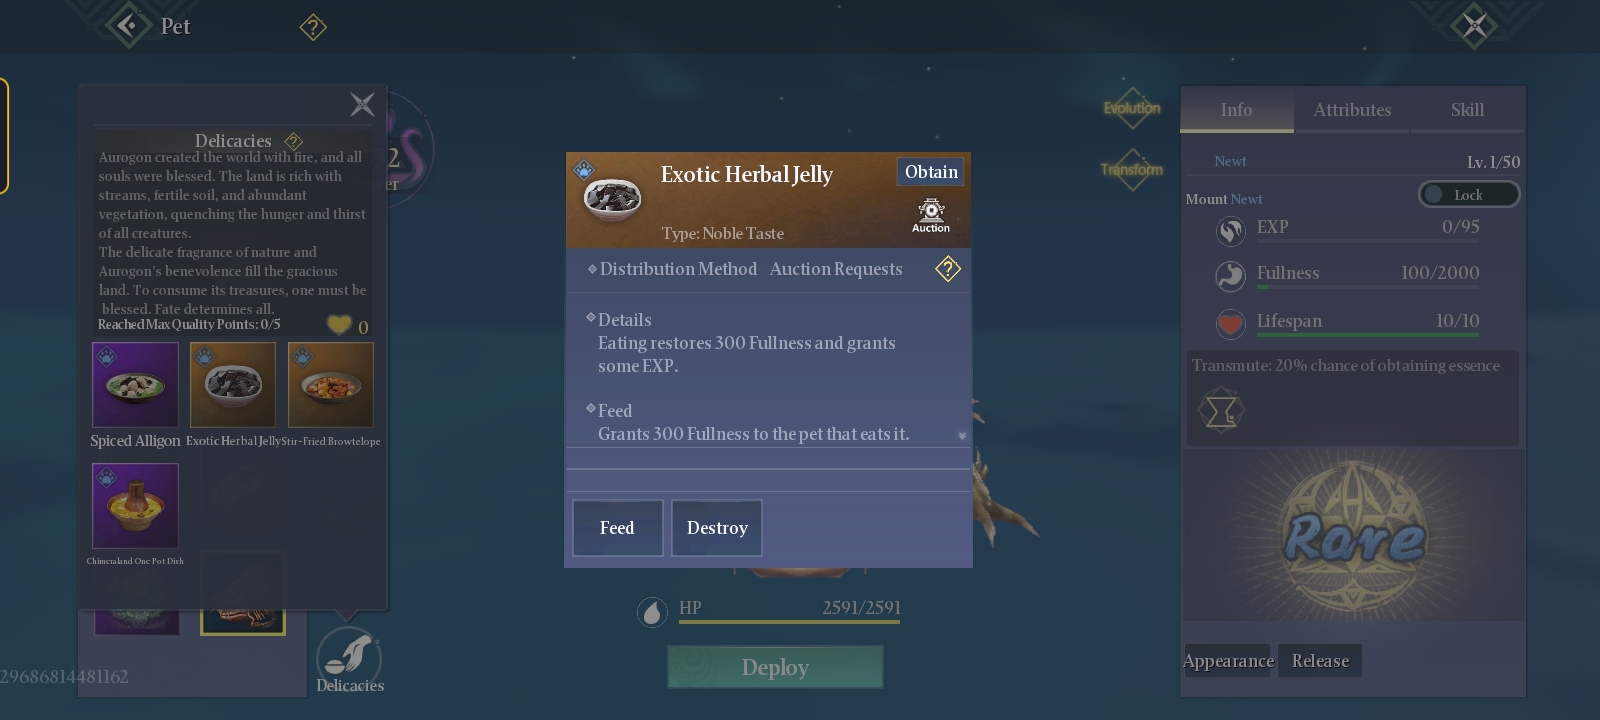 Pet
?
Delicacies ?
Aurogon created the world with fire, and all
souls were blessed. The land is rich with
streams, fertile soil, and abundant
vegetation, quenching the hunger and thirst
of all creatures.
The delicate fragrance of nature and
Aurogon's benevolence fill the gracious
land. To consume its treasures, one must be
blessed. Fate determines all.
Reached Max Quality Points: 0/5
0
Spiced Alligon
Exotic Herbal Jelly
Stir-Fried Browtelope
Chimeraland One Pot Dish
Delicacies
29686814481162
2
er
Exotic Herbal Jelly
Obtain
Auction
Type: Noble Taste
Distribution Method Auction Requests ?
Details
Eating restores 300 Fullness and grants
some EXP.
Feed
Grants 300 Fullness to the pet that eats it.
Feed
Destroy
HP 2591/2591
Deploy
Evolution
Transform
Info
Attributes
Skill
Newt
Lv. 1/50
Mount Newt
Lock
EXP 0/95
Fullness 100/2000
Lifespan 10/10
Transmute: 20% chance of obtaining essence
Rare
Appearance
Release